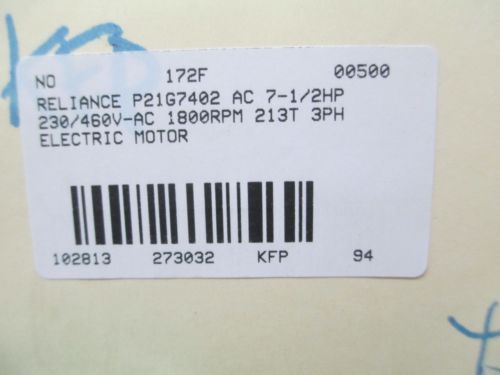 NO 172F 00500
RELIANCE P21G7402 AC 7-1/2HP
230/460V-AC 1800RPM 213T 3PH
ELECTRIC MOTOR
102813 273032 KFP 94